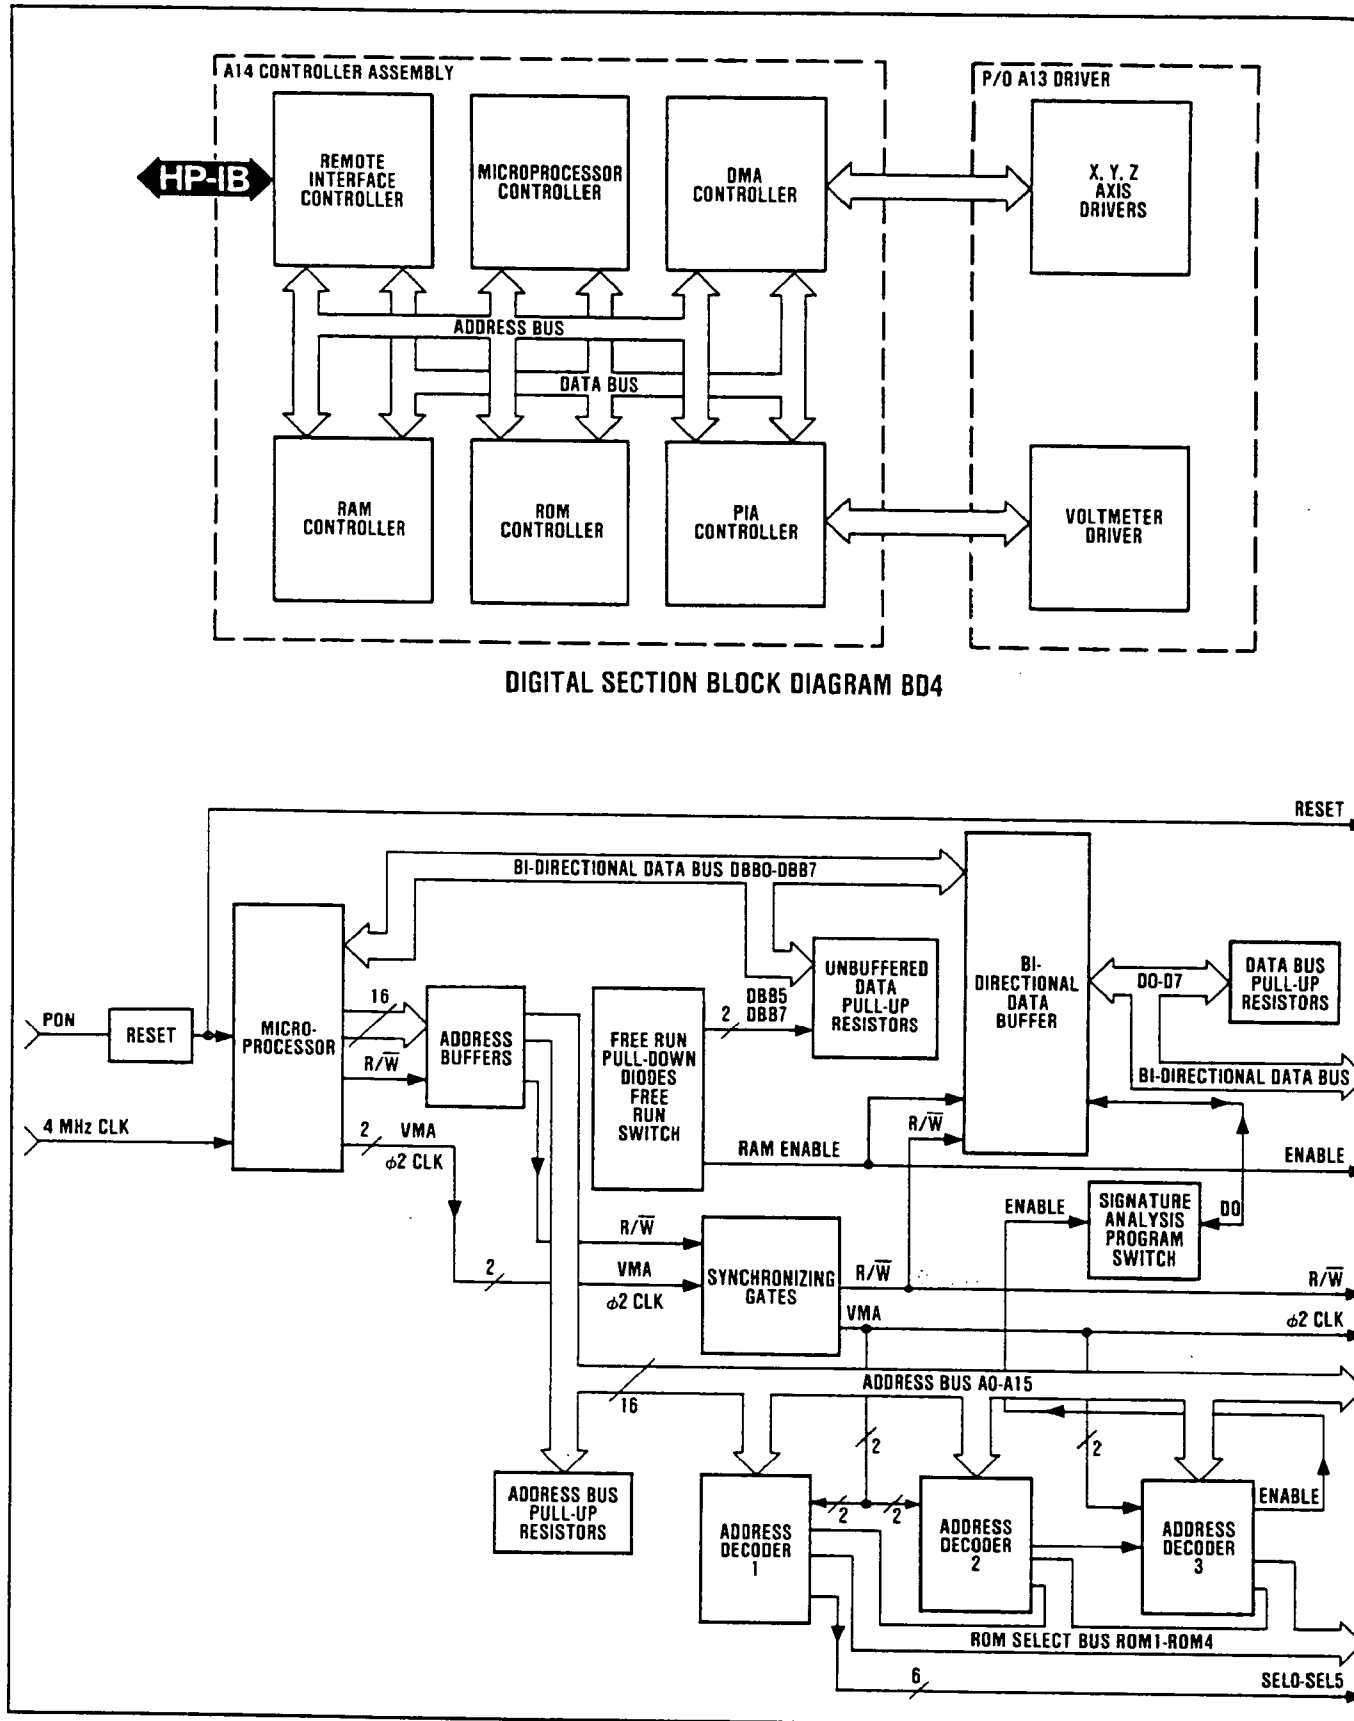 A14 CONTROLLER ASSEMBLY
P/O A13 DRIVER
HP-IB
REMOTE
INTERFACE
CONTROLLER
MICROPROCESSOR
CONTROLLER
DMA
CONTROLLER
X, Y, Z
AXIS
DRIVERS
ADDRESS BUS
DATA BUS
RAM
CONTROLLER
ROM
CONTROLLER
PIA
CONTROLLER
VOLTMETER
DRIVER
DIGITAL SECTION BLOCK DIAGRAM BD4
RESET
BI-DIRECTIONAL DATA BUS DBB0-DBB7
PON
RESET
MICRO-
PROCESSOR
16
R/W̅
ADDRESS
BUFFERS
4 MHz CLK
2
VMA
ϕ2 CLK
FREE RUN
PULL-DOWN
DIODES
FREE
RUN
SWITCH
2
DBB5
DBB7
UNBUFFERED
DATA
PULL-UP
RESISTORS
BI-
DIRECTIONAL
DATA
BUFFER
D0-D7
DATA BUS
PULL-UP
RESISTORS
BI-DIRECTIONAL DATA BUS
R/W̅
RAM ENABLE
ENABLE
ENABLE
SIGNATURE
ANALYSIS
PROGRAM
SWITCH
D0
R/W̅
2
VMA
ϕ2 CLK
SYNCHRONIZING
GATES
R/W̅
VMA
R/W̅
ϕ2 CLK
16
ADDRESS BUS A0-A15
2
2
ADDRESS BUS
PULL-UP
RESISTORS
ADDRESS
DECODER
1
2
2
ADDRESS
DECODER
2
ADDRESS
DECODER
3
ENABLE
ROM SELECT BUS ROM1-ROM4
6
SEL0-SEL5